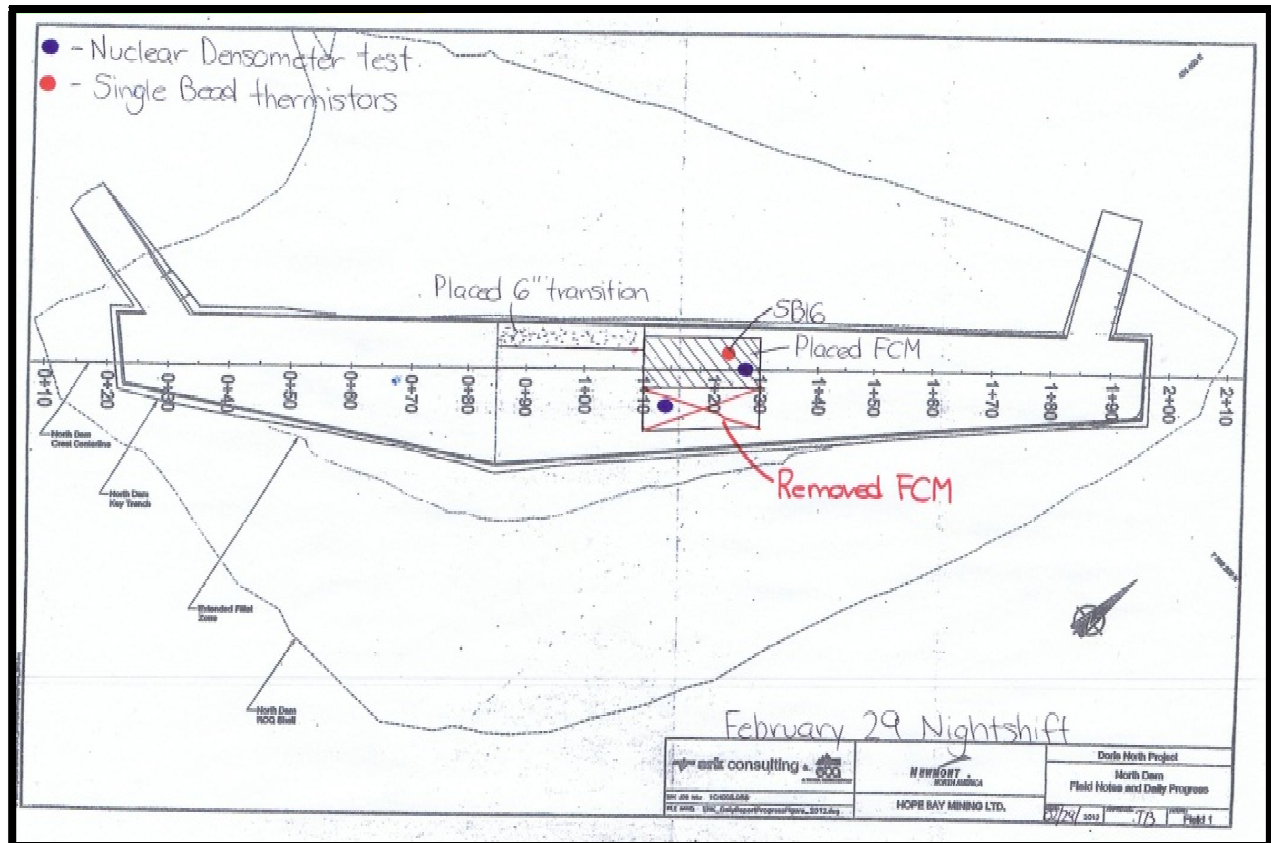 - Nuclear Densometer test
- Single Bead thermistors
Placed 6" transition
SB16
Placed FCM
0+10
0+20
0+30
0+40
0+50
0+60
0+70
0+80
0+90
1+00
1+10
1+20
1+30
1+40
1+50
1+60
1+70
1+80
1+90
2+00
2+10
North Dam
Crest Centerline
North Dam
Key Trench
Removed FCM
Extended Fillet
Zone
North Dam
ROQ Shell
February 29 Nightshift
srk consulting
NEWMONT
NORTH AMERICA
HOPE BAY MINING LTD.
Doris North Project
North Dam
Field Notes and Daily Progress
02/29/ 2012
JB
Field 1